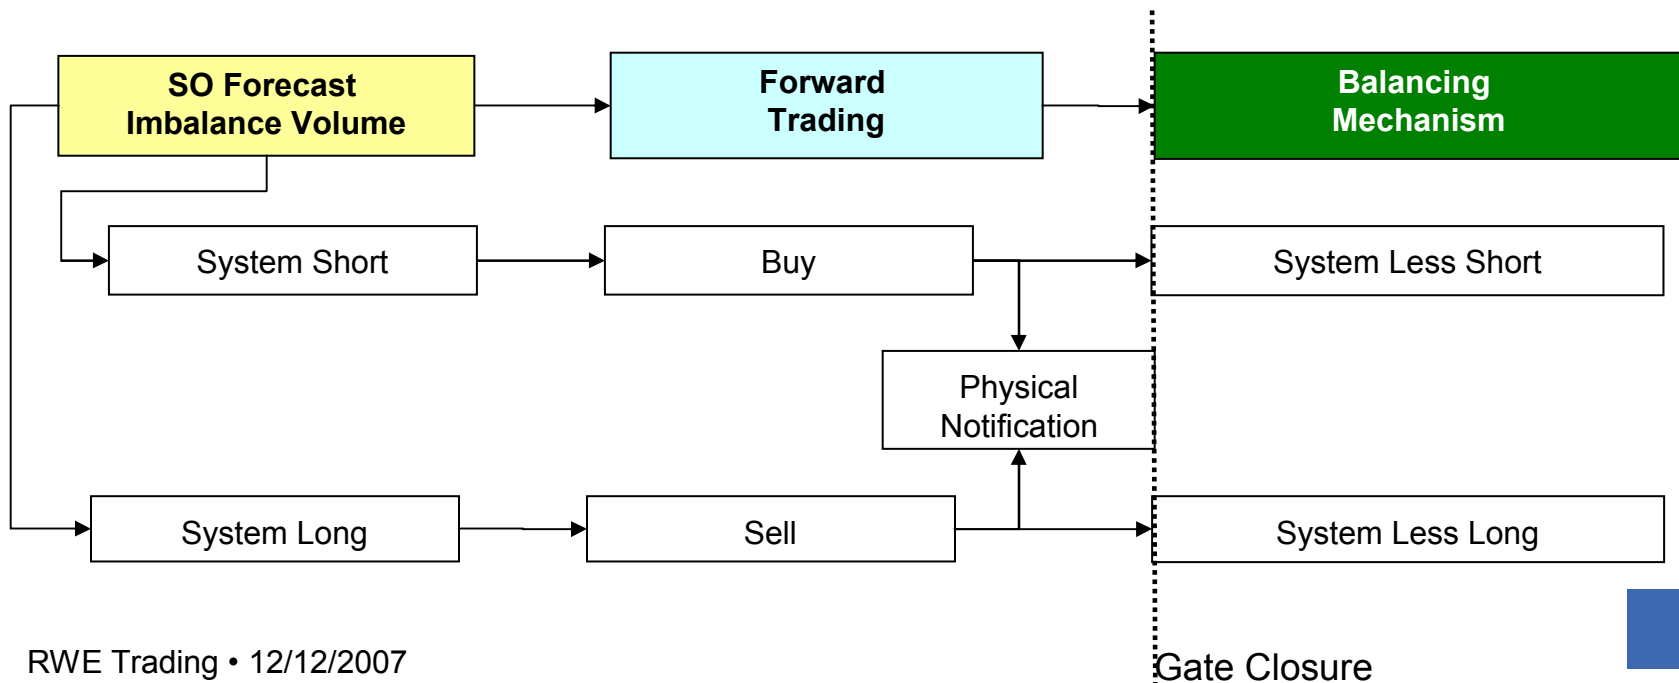 SO Forecast
Imbalance Volume
Forward
Trading
Balancing
Mechanism
System Short
Buy
System Less Short
Physical
Notification
System Long
Sell
System Less Long
RWE Trading • 12/12/2007
Gate Closure